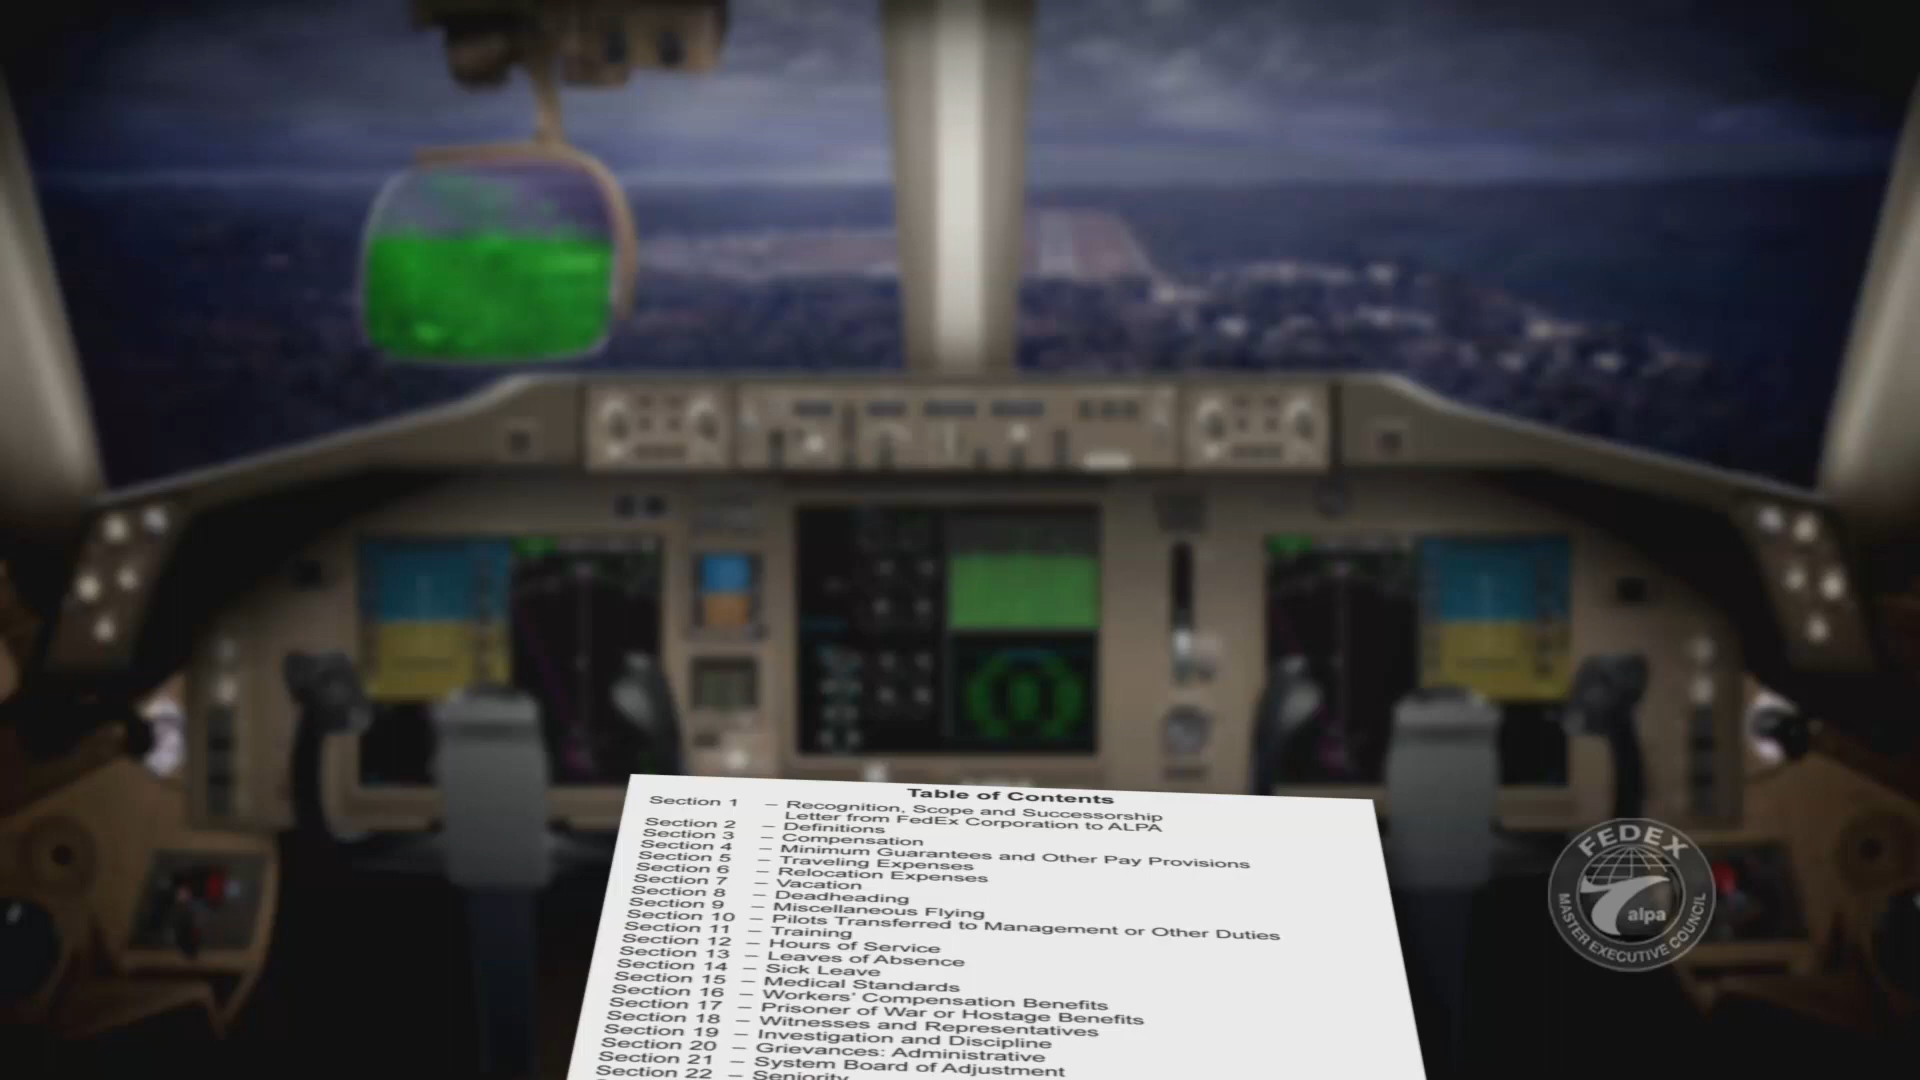 Table of Contents
Section 1 – Recognition, Scope and Successorship
Letter from FedEx Corporation to ALPA
Section 2 – Definitions
Section 3 – Compensation
Section 4 – Minimum Guarantees and Other Pay Provisions
Section 5 – Traveling Expenses
Section 6 – Relocation Expenses
Section 7 – Vacation
Section 8 – Deadheading
Section 9 – Miscellaneous Flying
Section 10 – Pilots Transferred to Management or Other Duties
Section 11 – Training
Section 12 – Hours of Service
Section 13 – Leaves of Absence
Section 14 – Sick Leave
Section 15 – Medical Standards
Section 16 – Workers' Compensation Benefits
Section 17 – Prisoner of War or Hostage Benefits
Section 18 – Witnesses and Representatives
Section 19 – Investigation and Discipline
Section 20 – Grievances: Administrative
Section 21 – System Board of Adjustment
Section 22 – Seniority
FEDEX
alpa
MASTER EXECUTIVE COUNCIL